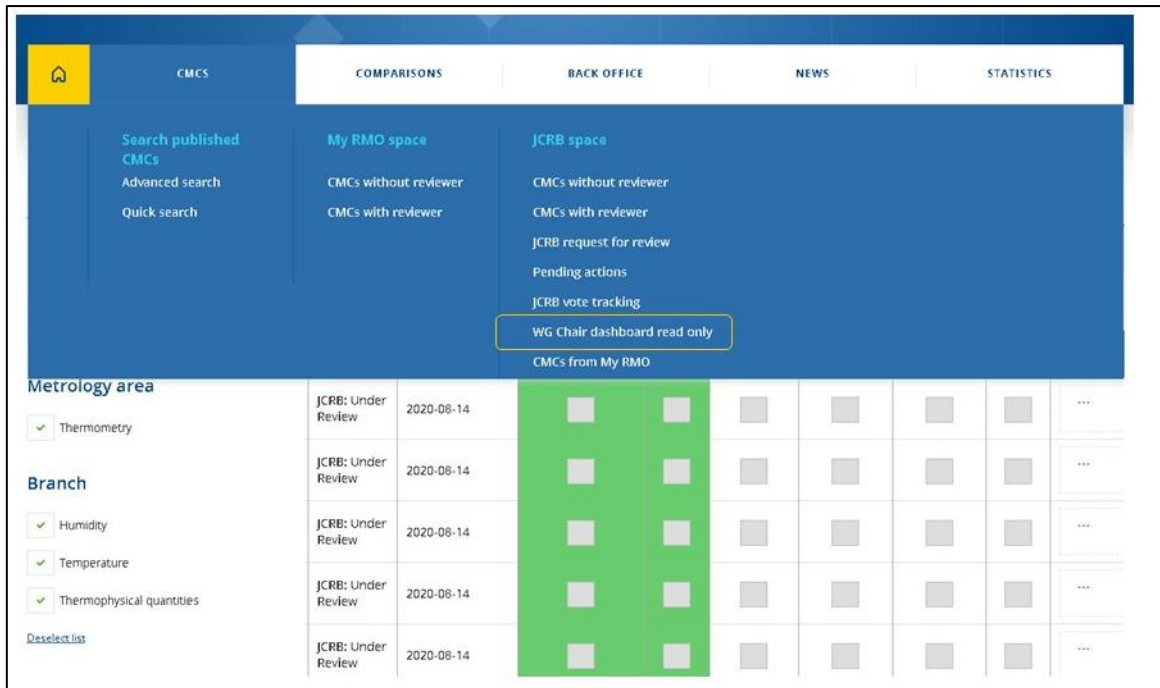 CMCS COMPARISONS BACK OFFICE NEWS STATISTICS
Search published
CMCs
Advanced search
Quick search
My RMO space
CMCs without reviewer
CMCs with reviewer
JCRB space
CMCs without reviewer
CMCs with reviewer
JCRB request for review
Pending actions
JCRB vote tracking
WG Chair dashboard read only
CMCs from My RMO
Metrology area
Thermometry
Branch
Humidity
Temperature
Thermophysical quantities
Deselect list
JCRB: Under
Review
2020-08-14
...
JCRB: Under
Review
2020-08-14
...
JCRB: Under
Review
2020-08-14
...
JCRB: Under
Review
2020-08-14
...
JCRB: Under
Review
2020-08-14
...